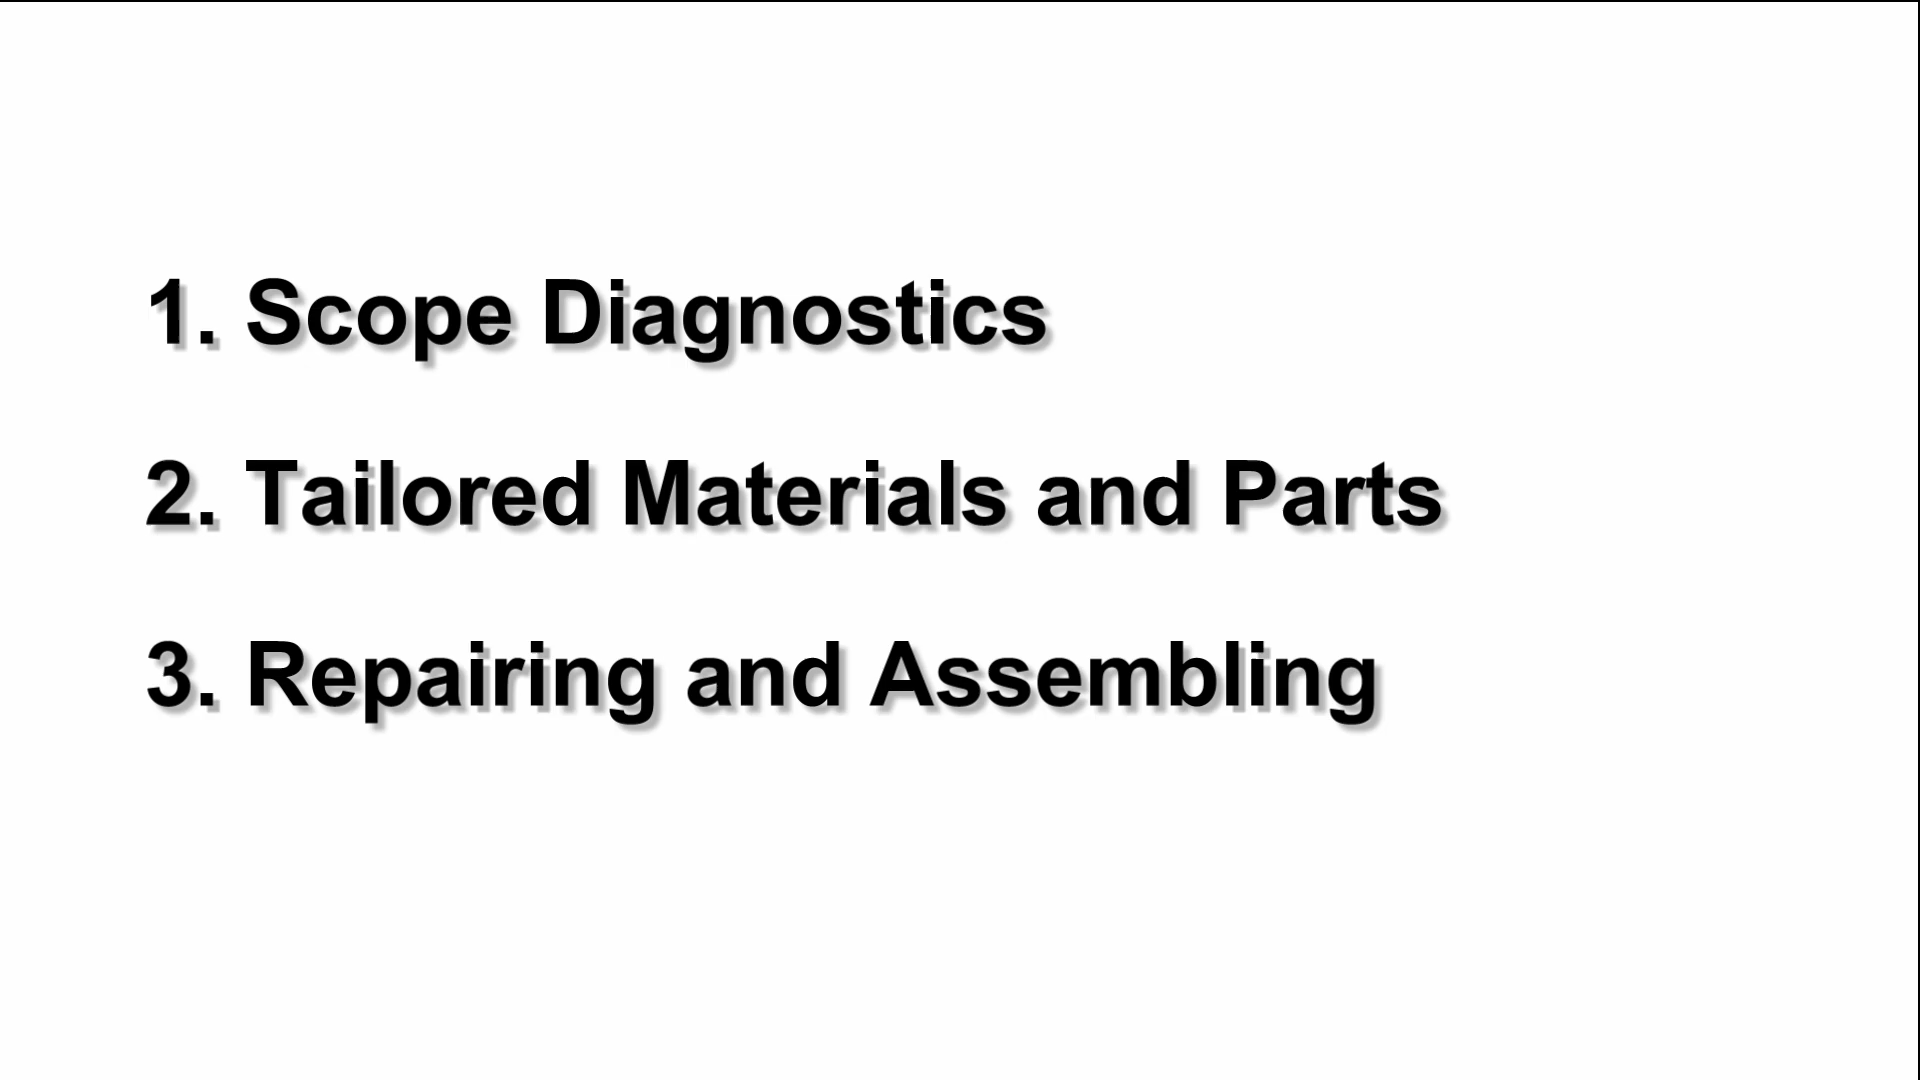 1. Scope Diagnostics
2. Tailored Materials and Parts
3. Repairing and Assembling